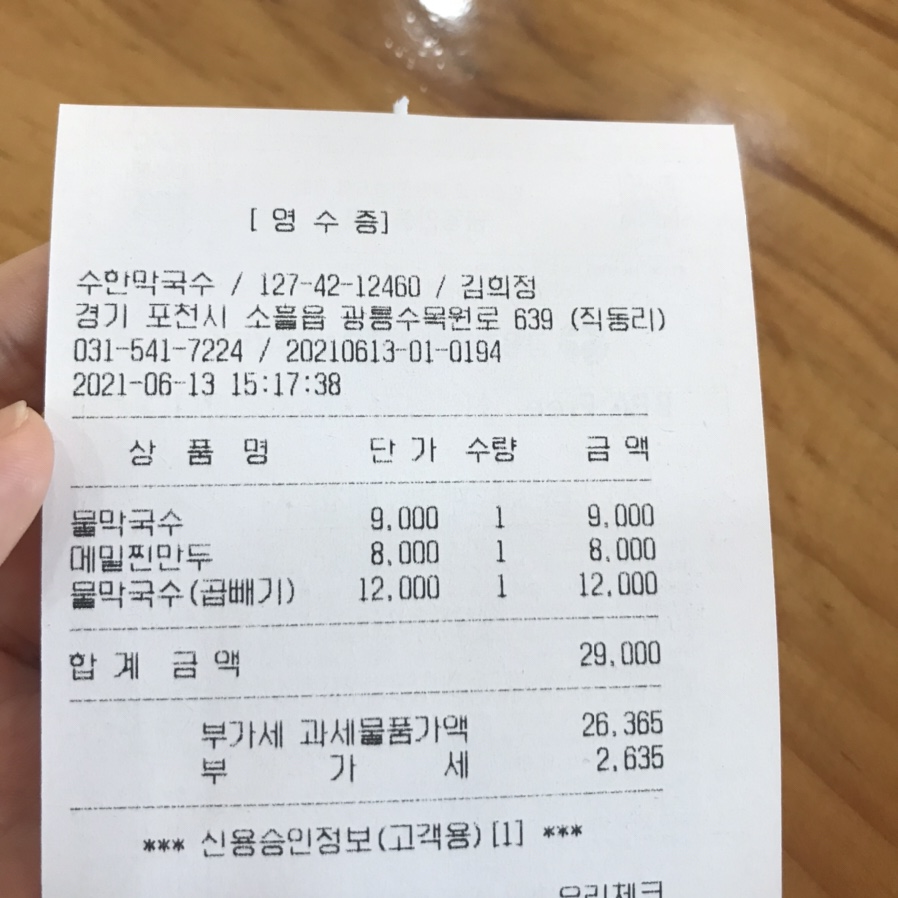 [ 영 수 증]
수한막국수 / 127-42-12460 / 김희정
경기 포천시 소흘읍 광릉수목원로 639 (직동리)
031-541-7224 / 20210613-01-0194
2021-06-13 15:17:38
상 품 명 단 가 수량 금 액
물막국수 9,000 1 9,000
메밀찐만두 8,000 1 8,000
물막국수(곱빼기) 12,000 1 12,000
합 계 금 액 29,000
부가세 과세물품가액 26,365
부 가 세 2,635
*** 신용승인정보(고객용)[1] ***
우리체크